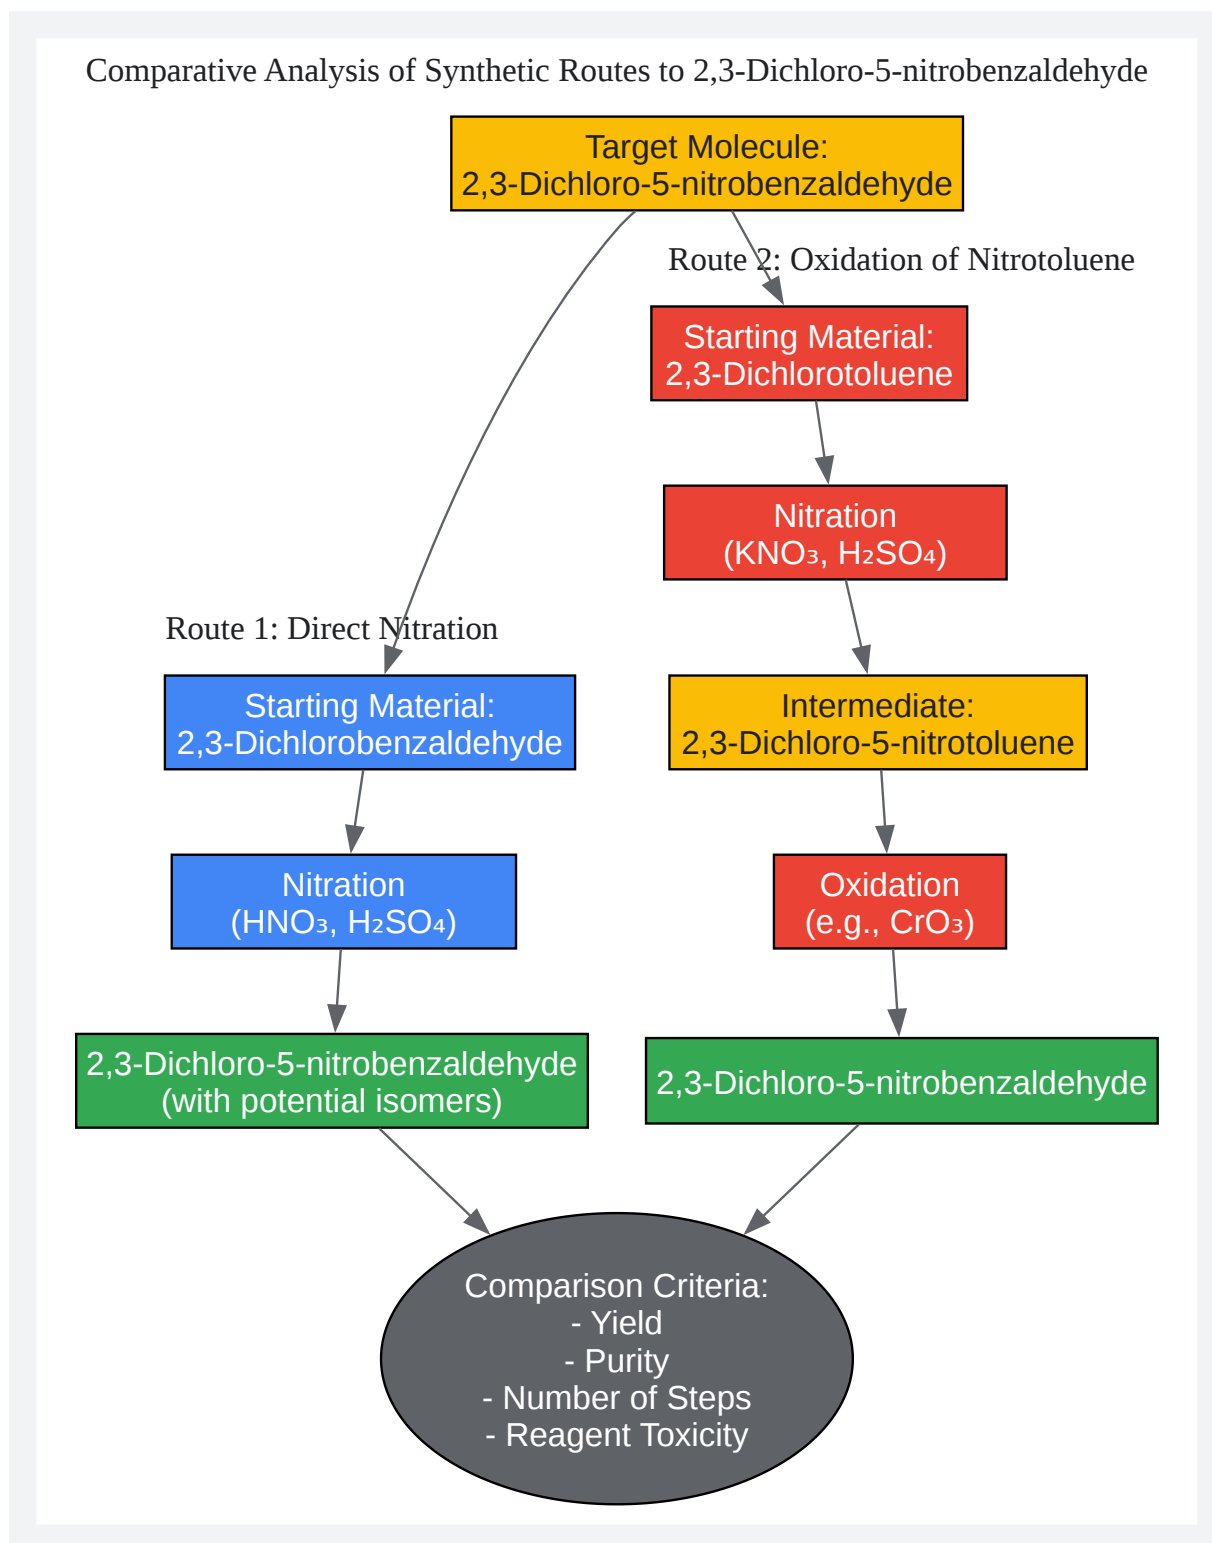 Comparative Analysis of Synthetic Routes to 2,3-Dichloro-5-nitrobenzaldehyde
Target Molecule:
2,3-Dichloro-5-nitrobenzaldehyde
Route 2: Oxidation of Nitrotoluene
Starting Material:
2,3-Dichlorotoluene
Nitration
(KNO₃, H₂SO₄)
Route 1: Direct Nitration
Starting Material:
2,3-Dichlorobenzaldehyde
Intermediate:
2,3-Dichloro-5-nitrotoluene
Nitration
(HNO₃, H₂SO₄)
Oxidation
(e.g., CrO₃)
2,3-Dichloro-5-nitrobenzaldehyde
(with potential isomers)
2,3-Dichloro-5-nitrobenzaldehyde
Comparison Criteria:
- Yield
- Purity
- Number of Steps
- Reagent Toxicity